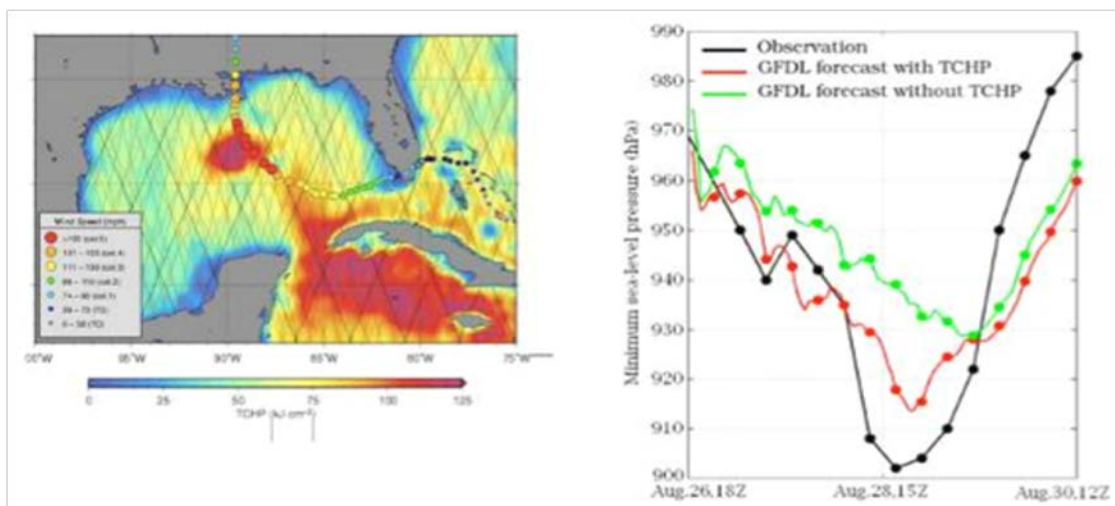 Wind Speed (mph)
>155 (cat 5)
131 – 155 (cat 4)
111 – 130 (cat 3)
96 – 110 (cat 2)
74 – 95 (cat 1)
39 – 73 (TS)
0 – 38 (TD)
90°W
85°W
80°W
75°W
0
25
50
75
100
125
TCHP (kJ cm⁻²)
Observation
GFDL forecast with TCHP
GFDL forecast without TCHP
Minimum sea-level pressure (hPa)
990
980
970
960
950
940
930
920
910
900
Aug.26,18Z
Aug.28,15Z
Aug.30,12Z